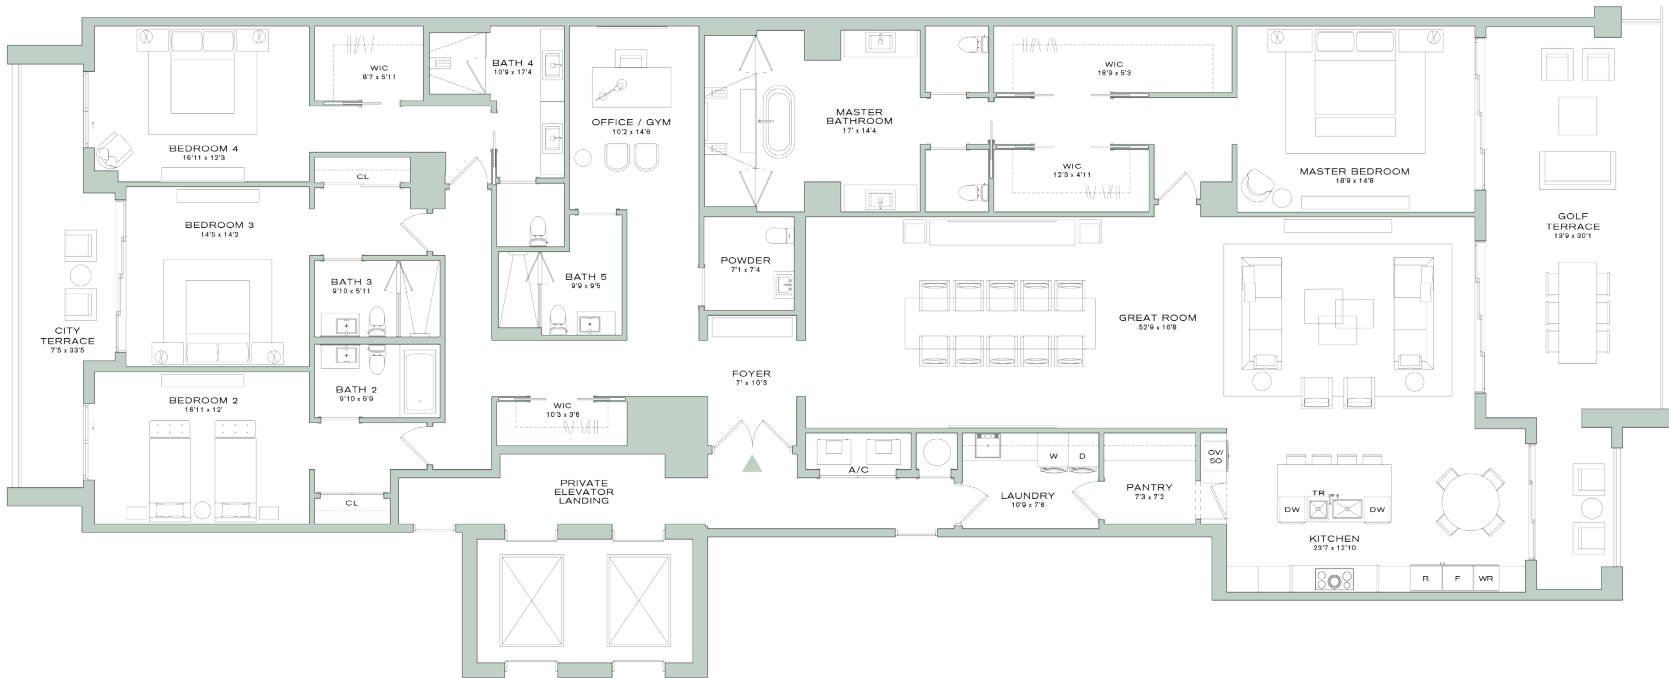 BEDROOM 4
16'11 x 12'3
WIC
8'7 x 5'11
BATH 4
10'9 x 17'4
OFFICE / GYM
10'2 x 14'6
MASTER
BATHROOM
17' x 14'4
WIC
18'9 x 5'3
WIC
12'3 x 4'11
MASTER BEDROOM
18'9 x 14'8
GOLF
TERRACE
13'9 x 30'1
CL
BEDROOM 3
14'5 x 14'2
BATH 3
9'10 x 5'11
BATH 5
9'9 x 9'5
POWDER
7'1 x 7'4
GREAT ROOM
52'9 x 16'8
CITY
TERRACE
7'5 x 33'5
BATH 2
9'10 x 5'9
FOYER
7' x 10'3
BEDROOM 2
16'11 x 12'
WIC
10'3 x 3'6
CL
PRIVATE
ELEVATOR
LANDING
A/C
W
D
LAUNDRY
10'9 x 7'6
PANTRY
7'3 x 7'2
OV/
SO
TR
DW
DW
KITCHEN
23'7 x 12'10
R
F
WR